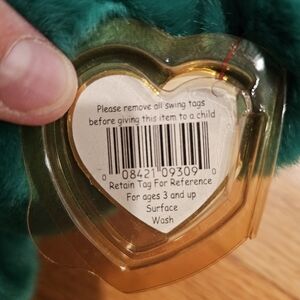 Please remove all swing tags
before giving this item to a child
0 08421 09309 0
Retain Tag For Reference
For ages 3 and up
Surface
Wash